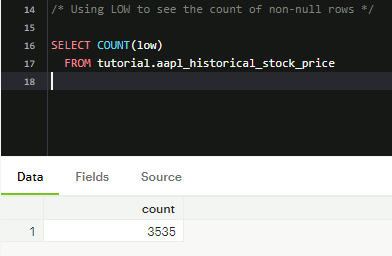 14 /* Using LOW to see the count of non-null rows */
15
16 SELECT COUNT(low)
17 FROM tutorial.aapl_historical_stock_price
18
Data Fields Source
count
1 3535